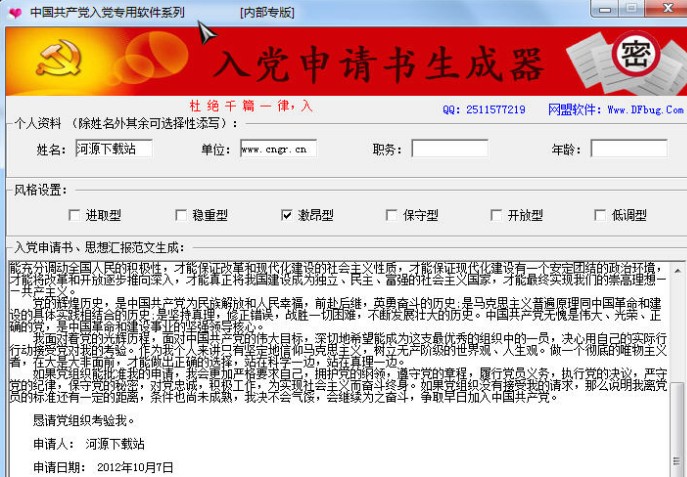 中国共产党入党专用软件系列 [内部专版]
入党申请书生成器 密
杜绝千篇一律,入
QQ: 2511577219 网盟软件: Www.DFbug.Com
个人资料 (除姓名外其余可选择性添写):
姓名: 河源下载站 单位: www.cngr.cn 职务: 年龄:
风格设置:
进取型 稳重型 激昂型 保守型 开放型 低调型
入党申请书、思想汇报范文生成:
能充分调动全国人民的积极性,才能保证改革和现代化建设的社会主义性质,才能保证现代化建设有一个安定团结的政治环境,
才能将改革和开放逐步推向深入,才能真正将我国建设成为独立、民主、富强的社会主义国家,才能最终实现我们的崇高理想—
—共产主义。
党的辉煌历史,是中国共产党为民族解放和人民幸福,前赴后继,英勇奋斗的历史;是马克思主义普遍原理同中国革命和建
设的具体实践相结合的历史;是坚持真理,修正错误,战胜一切困难,不断发展壮大的历史。中国共产党无愧是伟大、光荣、正
确的党,是中国革命和建设事业的坚强领导核心。
我面对着党的光辉历程,面对中国共产党的伟大目标,深切地希望能成为这支最优秀的组织中的一员,决心用自己的实际行
行动接受党对我的考验。作为我个人来讲只有坚定地信仰马克思主义,树立无产阶级的世界观、人生观。做一个彻底的唯物主义
者,在大是大非面前,才能做出正确的选择,站在科学一边,站在真理一边。
如果党组织能批准我的申请,我会更加严格要求自己,拥护党的纲领,遵守党的章程,履行党员义务,执行党的决议,严守
党的纪律,保守党的秘密,对党忠诚,积极工作,为实现社会主义而奋斗终身。如果党组织没有接受我的请求,那么说明我离党
员的标准还有一定的距离,条件也尚未成熟,我决不会气馁,会继续为之奋斗,争取早日加入中国共产党。
恳请党组织考验我。
申请人: 河源下载站
申请日期: 2012年10月7日